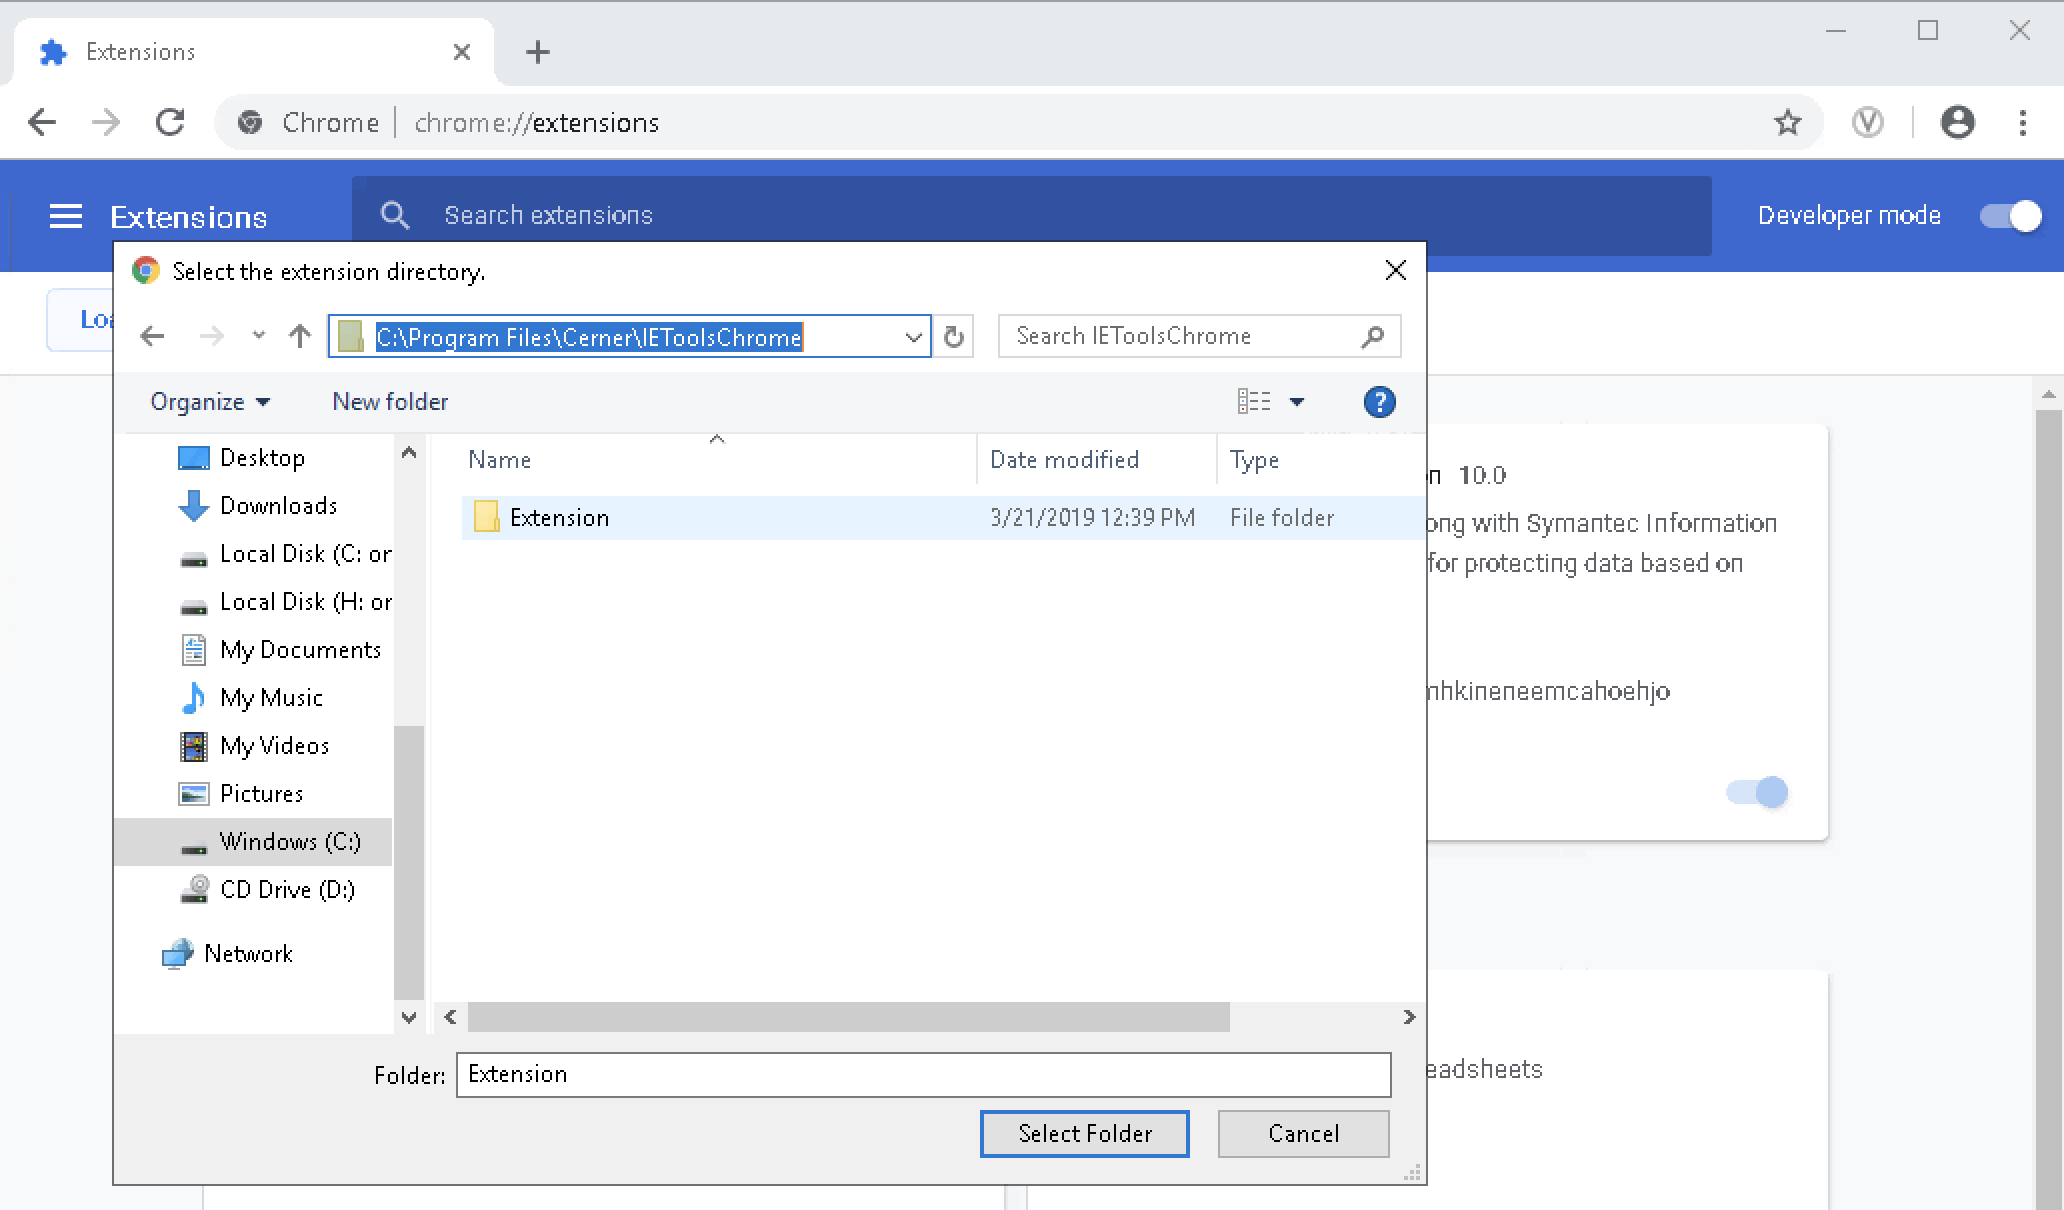 Extensions
Chrome | chrome://extensions
Extensions
Search extensions
Developer mode
Select the extension directory.
C:\Program Files\Cerner\IEToolsChrome
Search IEToolsChrome
Organize
New folder
?
Name
Date modified
Type
Extension
3/21/2019 12:39 PM
File folder
Desktop
Downloads
Local Disk (C: or
Local Disk (H: or
My Documents
My Music
My Videos
Pictures
Windows (C:)
CD Drive (D:)
Network
10.0
with Symantec Information
for protecting data based on
mhkineneemcahoehjo
eadsheets
Folder:
Extension
Select Folder
Cancel